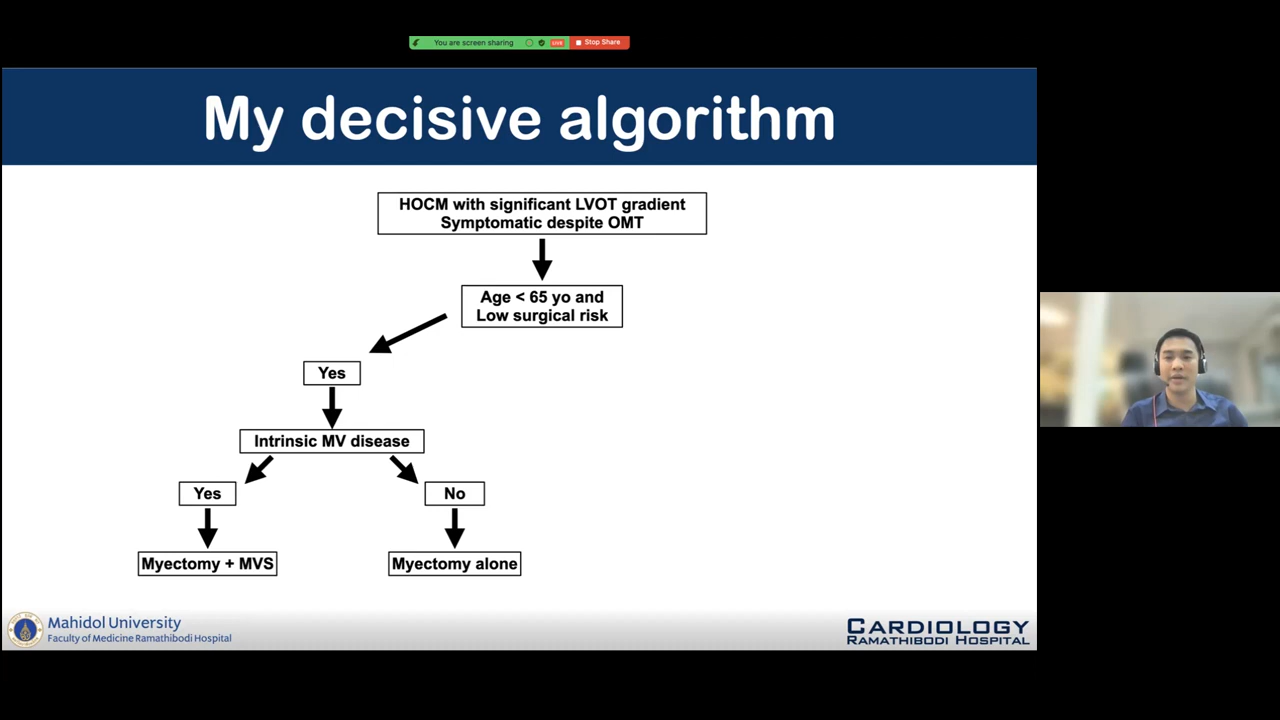 You are screen sharing
LIVE
Stop Share
My decisive algorithm
HOCM with significant LVOT gradient
Symptomatic despite OMT
Age < 65 yo and
Low surgical risk
Yes
Intrinsic MV disease
Yes
No
Myectomy + MVS
Myectomy alone
Mahidol University
Faculty of Medicine Ramathibodi Hospital
CARDIOLOGY
RAMATHIBODI HOSPITAL